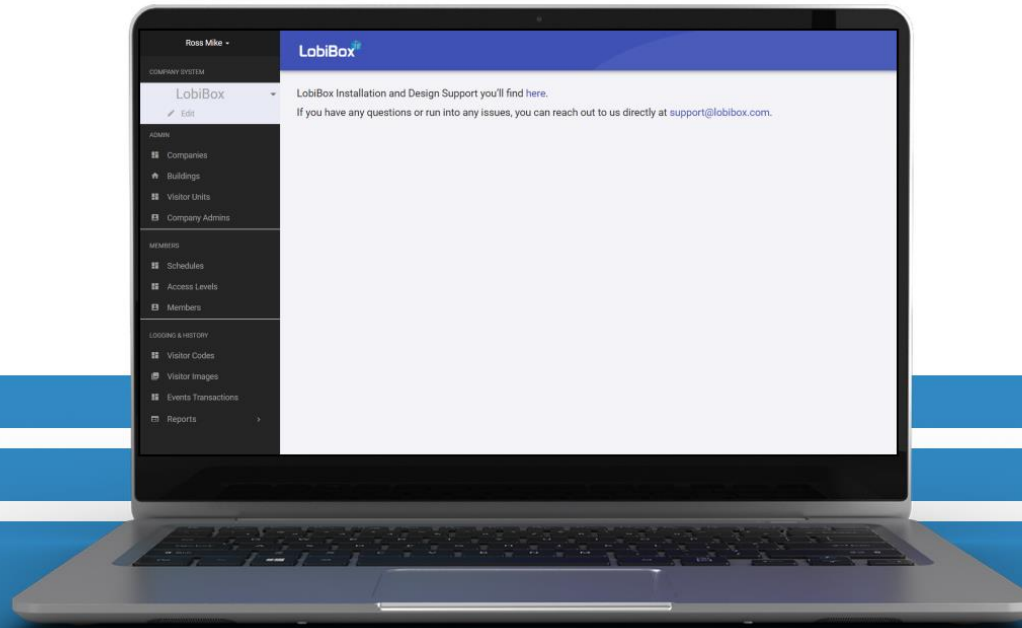 Ross Mike
COMPANY SYSTEM
LobiBox
Edit
ADMIN
Companies
Buildings
Visitor Units
Company Admins
MEMBERS
Schedules
Access Levels
Members
LOGGING & HISTORY
Visitor Codes
Visitor Images
Events Transactions
Reports
LobiBox
LobiBox Installation and Design Support you'll find here.
If you have any questions or run into any issues, you can reach out to us directly at support@lobibox.com.